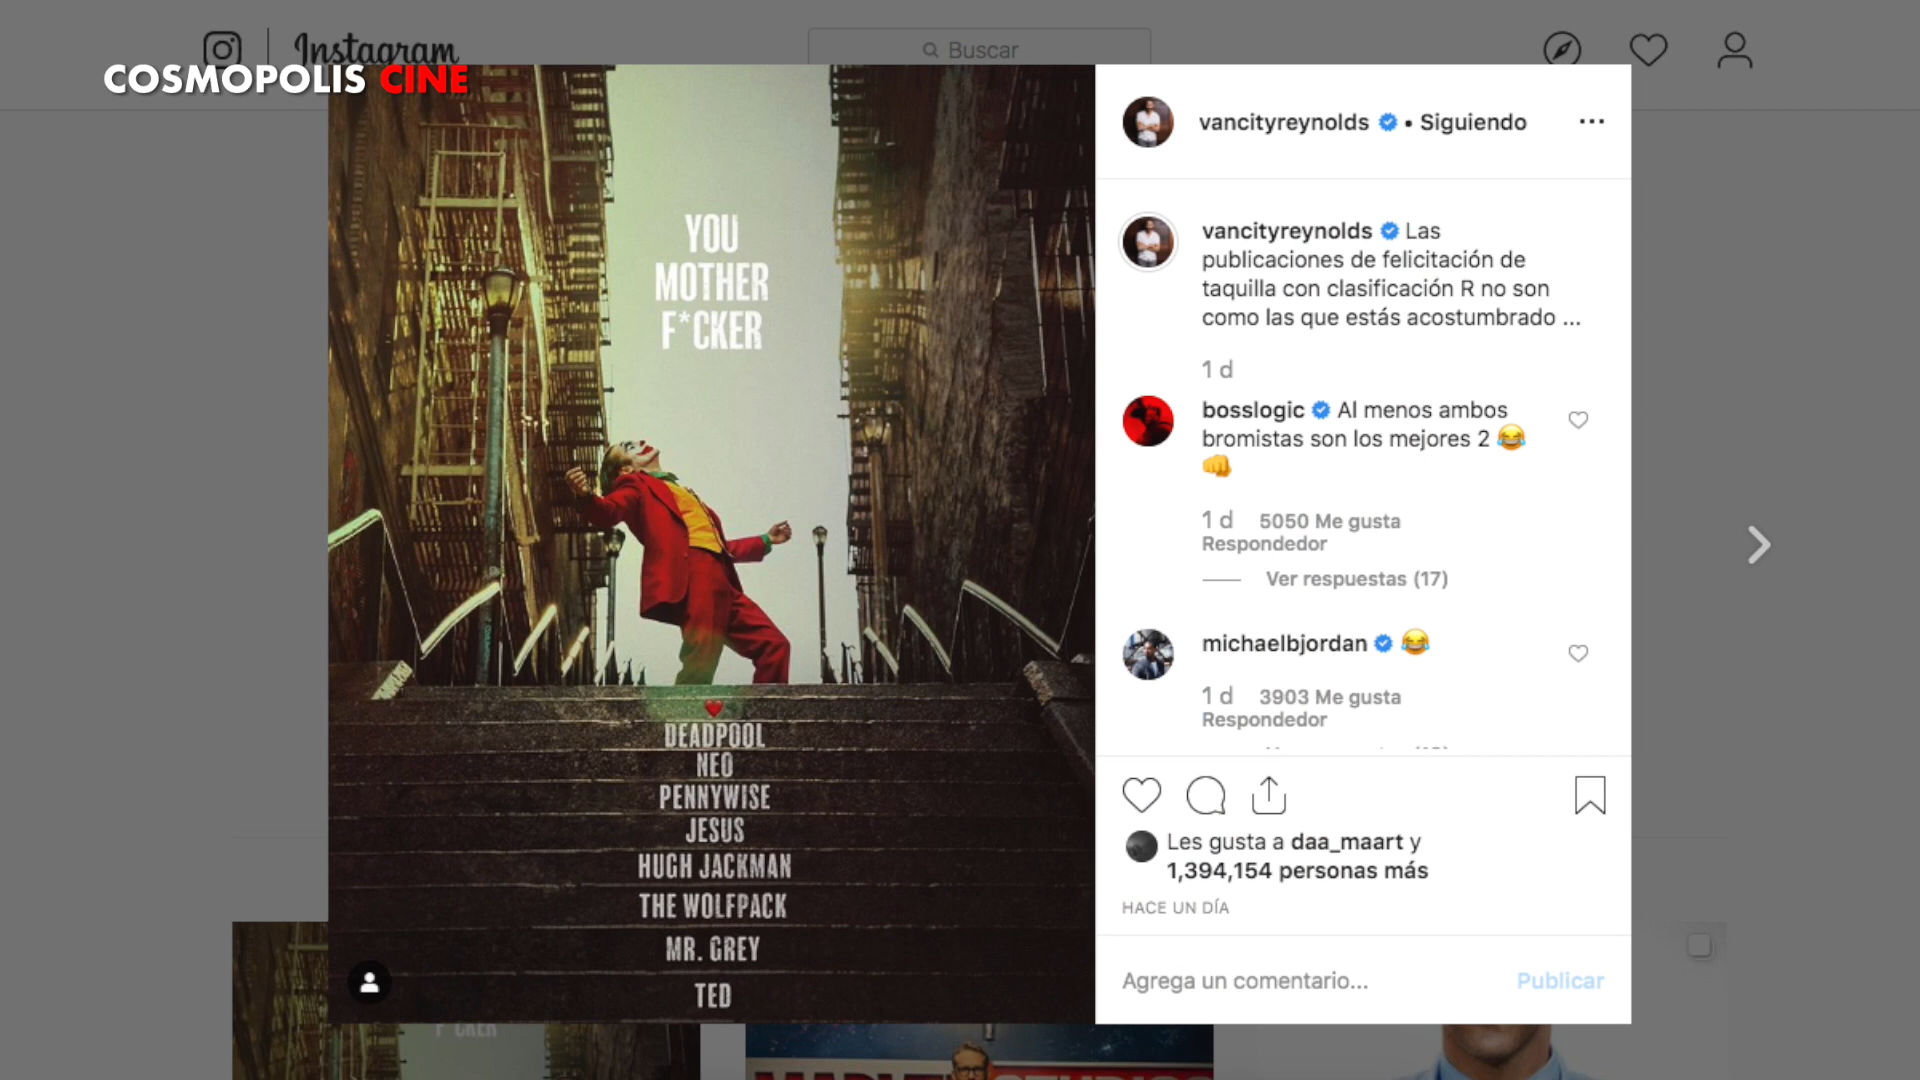 Instagram
Buscar
COSMOPOLIS CINE
YOU
MOTHER
F*CKER
DEADPOOL
NEO
PENNYWISE
JESUS
HUGH JACKMAN
THE WOLFPACK
MR. GREY
TED
F*CKER
vancityreynolds • Siguiendo
vancityreynolds Las
publicaciones de felicitación de
taquilla con clasificación R no son
como las que estás acostumbrado ...
1 d
bosslogic Al menos ambos
bromistas son los mejores 2 😂
👊
1 d 5050 Me gusta
Respondedor
Ver respuestas (17)
michaelbjordan 😂
1 d 3903 Me gusta
Respondedor
Les gusta a daa_maart y
1,394,154 personas más
HACE UN DÍA
Agrega un comentario...
Publicar